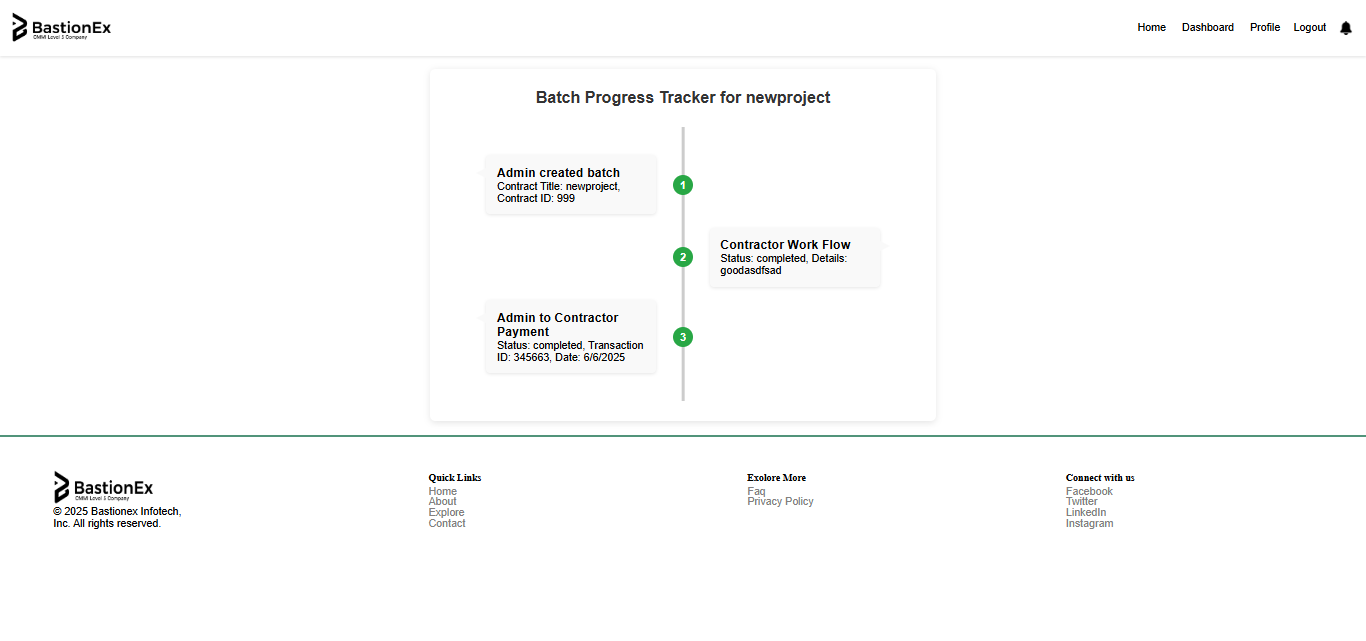 BastionEx
CMMI Level 5 Company
Home Dashboard Profile Logout
Batch Progress Tracker for newproject
Admin created batch
Contract Title: newproject,
Contract ID: 999
1
2
Contractor Work Flow
Status: completed, Details:
goodasdfsad
Admin to Contractor
Payment
Status: completed, Transaction
ID: 345663, Date: 6/6/2025
3
BastionEx
CMMI Level 5 Company
© 2025 Bastionex Infotech,
Inc. All rights reserved.
Quick Links
Home
About
Explore
Contact
Exolore More
Faq
Privacy Policy
Connect with us
Facebook
Twitter
LinkedIn
Instagram